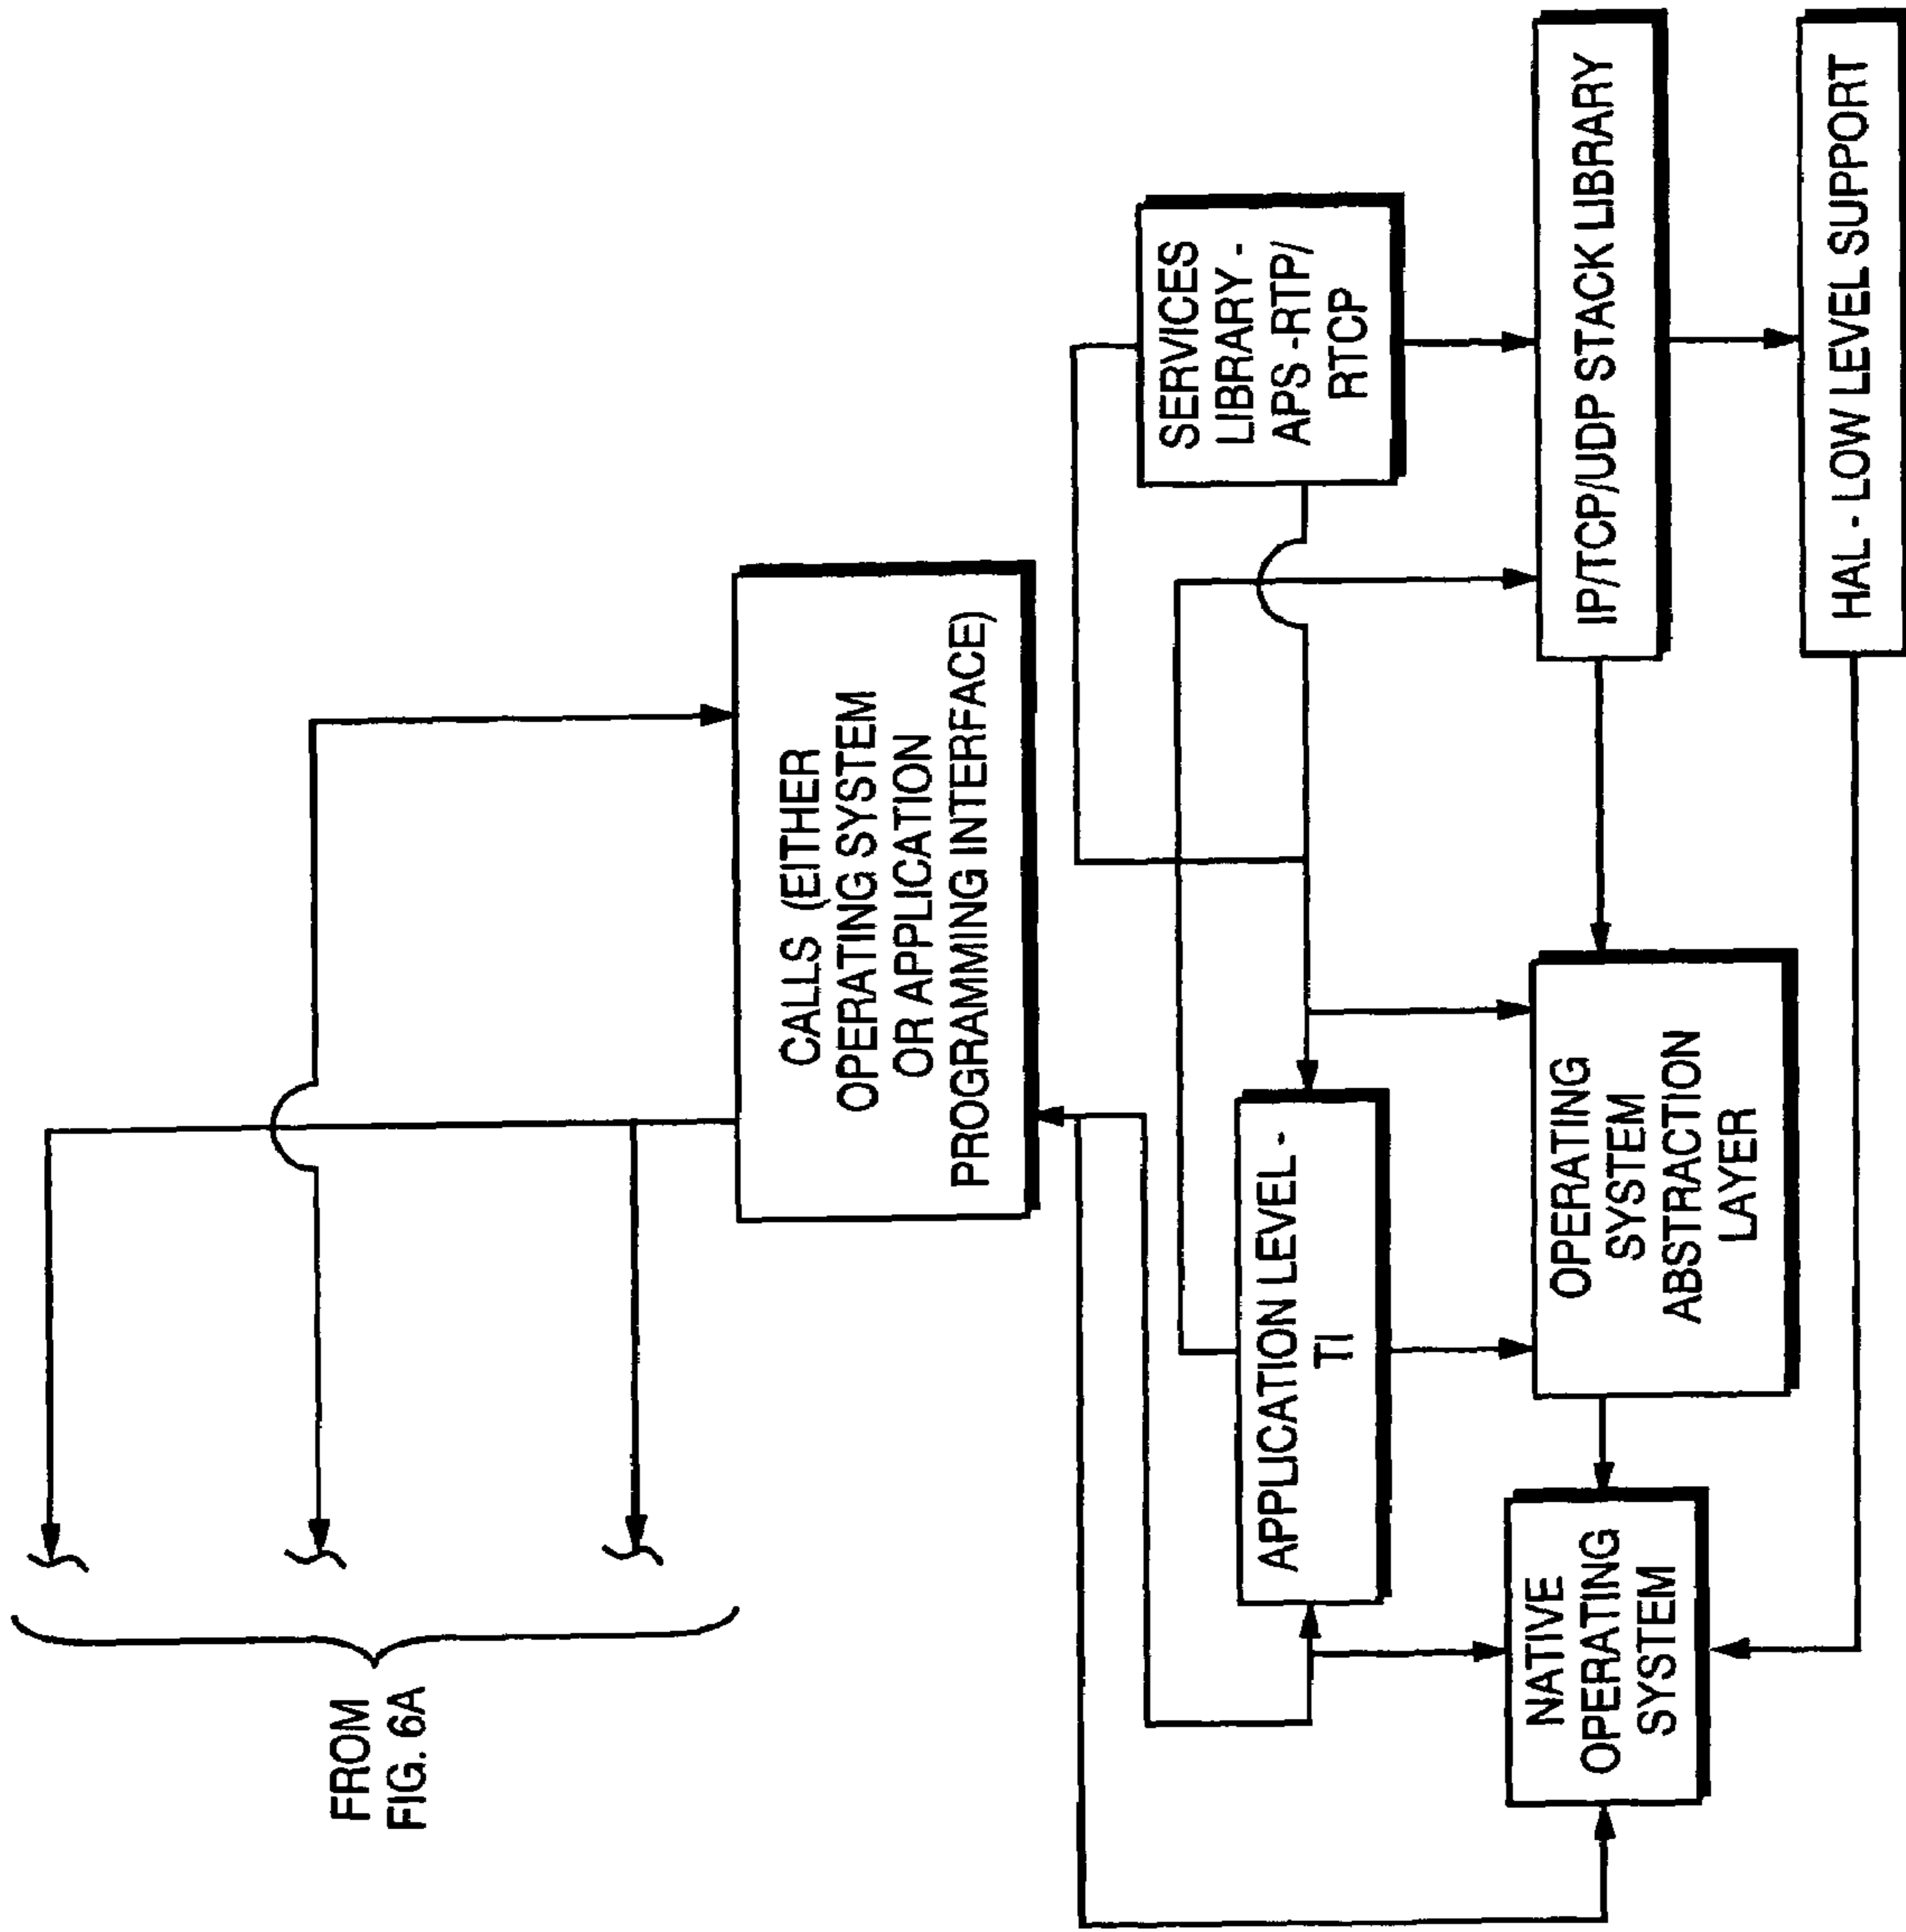 FROM
FIG. 6A
CALLS (EITHER
OPERATING SYSTEM
OR APPLICATION
PROGRAMMING INTERFACE)
SERVICES
LIBRARY -
APS -RTP/
RTCP
APPLICATION LEVEL -
TI
NATIVE
OPERATING
SYSTEM
OPERATING
SYSTEM
ABSTRACTION
LAYER
IP/TCP/UDP STACK LIBRARY
HAL - LOW LEVEL SUPPORT